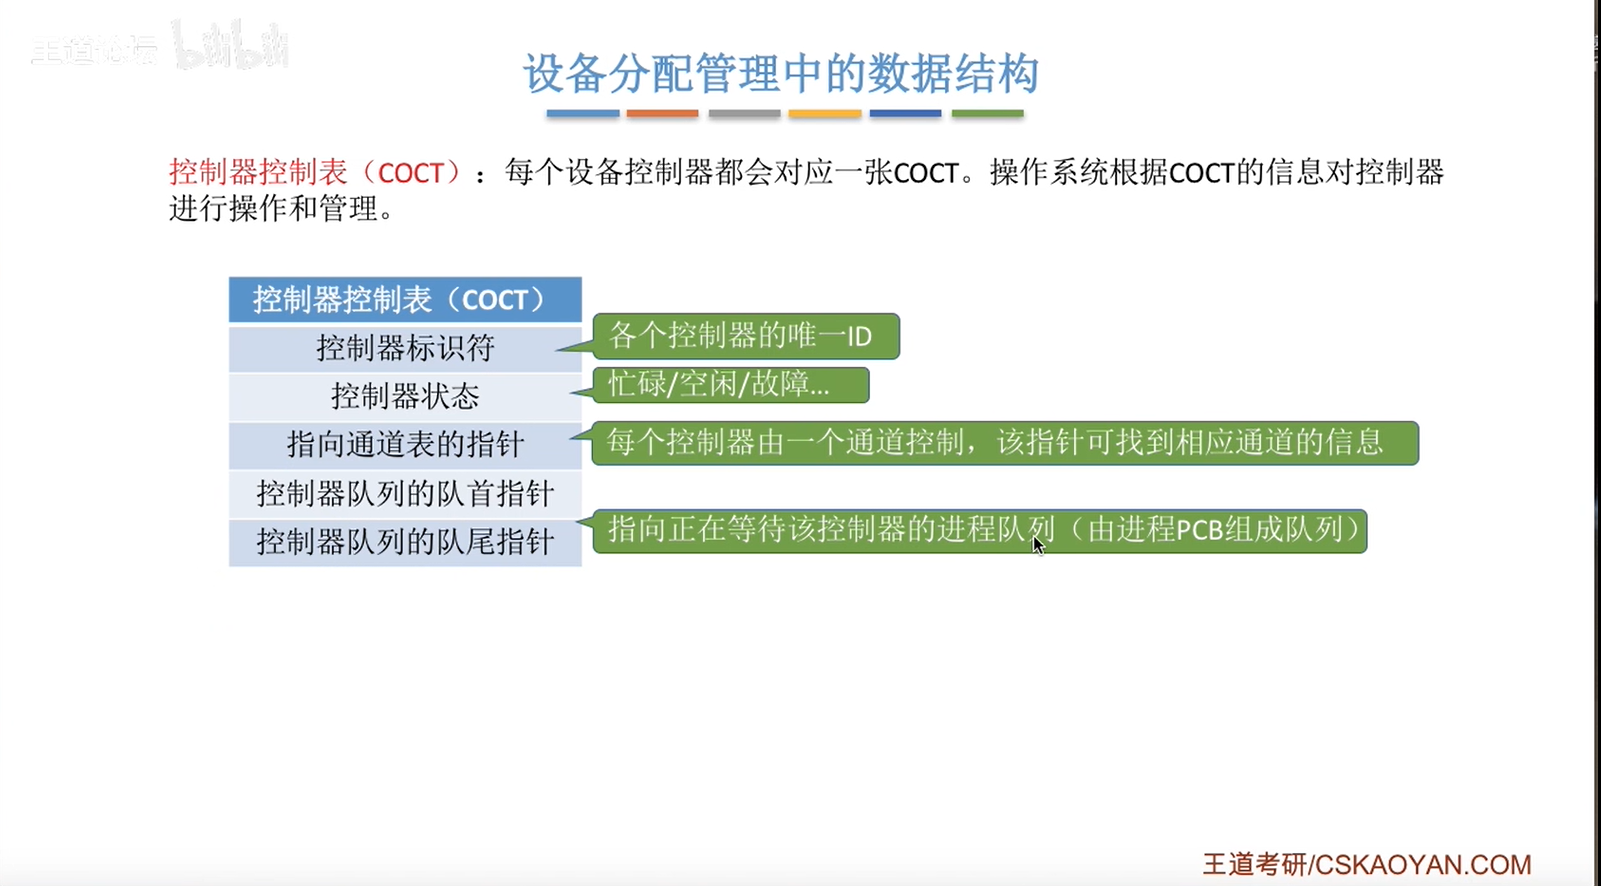 王道论坛 bilibili
设备分配管理中的数据结构
控制器控制表（COCT）：每个设备控制器都会对应一张COCT。操作系统根据COCT的信息对控制器
进行操作和管理。
控制器控制表（COCT）
控制器标识符
各个控制器的唯一ID
控制器状态
忙碌/空闲/故障...
指向通道表的指针
每个控制器由一个通道控制，该指针可找到相应通道的信息
控制器队列的队首指针
控制器队列的队尾指针
指向正在等待该控制器的进程队列（由进程PCB组成队列）
王道考研/CSKAOYAN.COM